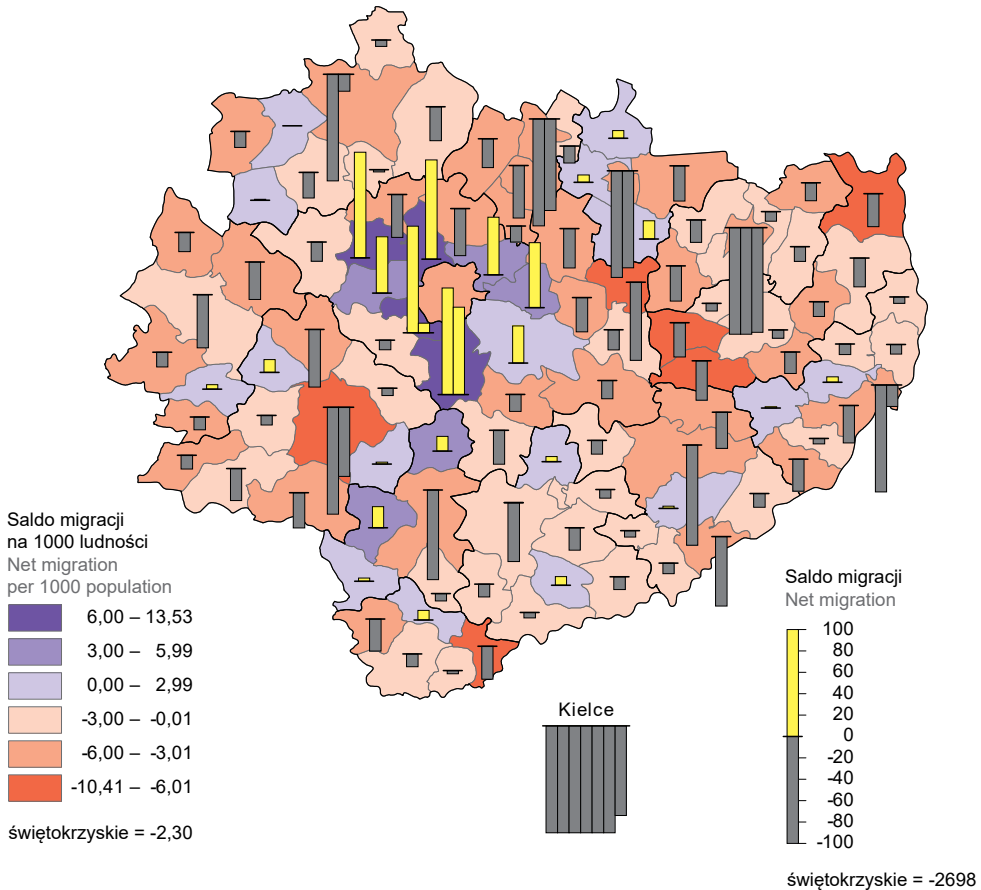 Saldo migracji
na 1000 ludności
Net migration
per 1000 population
6,00 – 13,53
3,00 – 5,99
0,00 – 2,99
-3,00 – -0,01
-6,00 – -3,01
-10,41 – -6,01
świętokrzyskie = -2,30
Kielce
Saldo migracji
Net migration
100
80
60
40
20
0
-20
-40
-60
-80
-100
świętokrzyskie = -2698